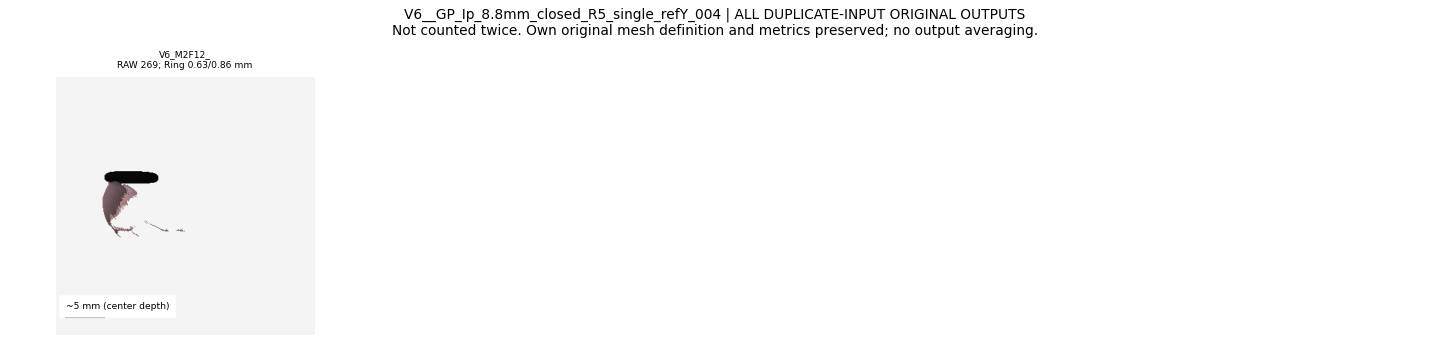 V6__GP_Ip_8.8mm_closed_R5_single_refY_004 | ALL DUPLICATE-INPUT ORIGINAL OUTPUTS
Not counted twice. Own original mesh definition and metrics preserved; no output averaging.
V6_M2F12_
RAW 269; Ring 0.63/0.86 mm
~5 mm (center depth)